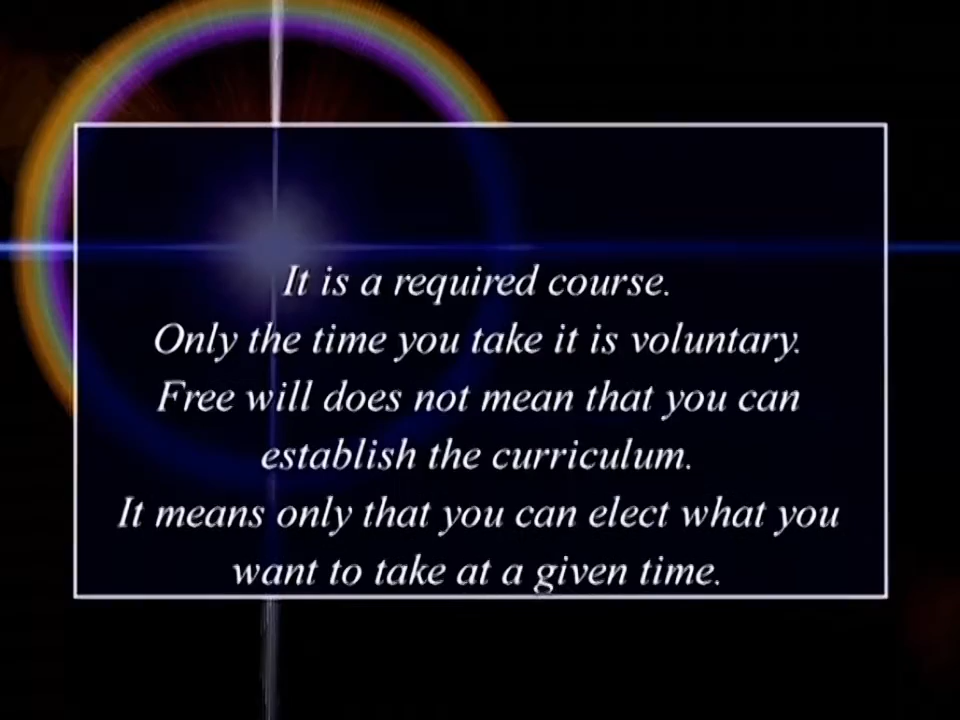 It is a required course.
Only the time you take it is voluntary.
Free will does not mean that you can
establish the curriculum.
It means only that you can elect what you
want to take at a given time.